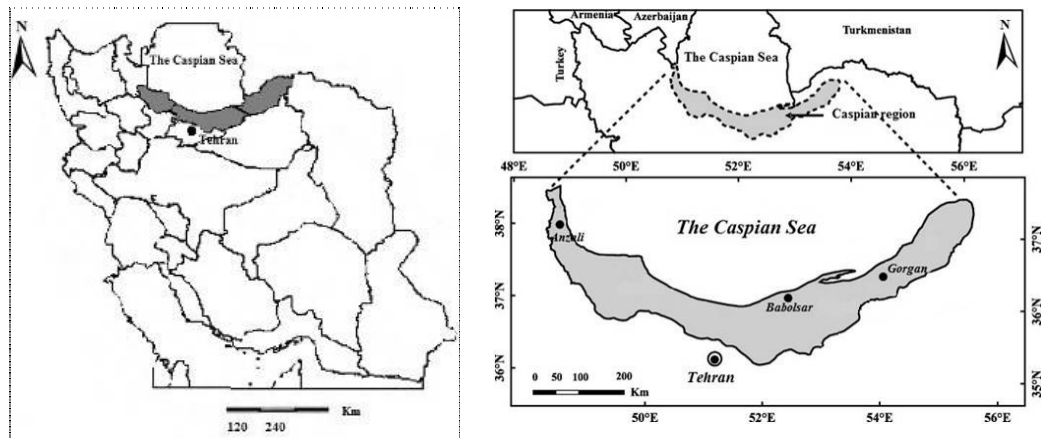 N
The Caspian Sea
Tehran
Km
120 240
Armenia
Azerbaijan
N
Turkmenistan
The Caspian Sea
Turkey
Caspian region
48°E 50°E 52°E 54°E 56°E
38°N
37°N
36°N
The Caspian Sea
Anzali
Gorgan
Babolsar
Tehran
37°N
36°N
35°N
0 50 100 200
Km
50°E 52°E 54°E 56°E